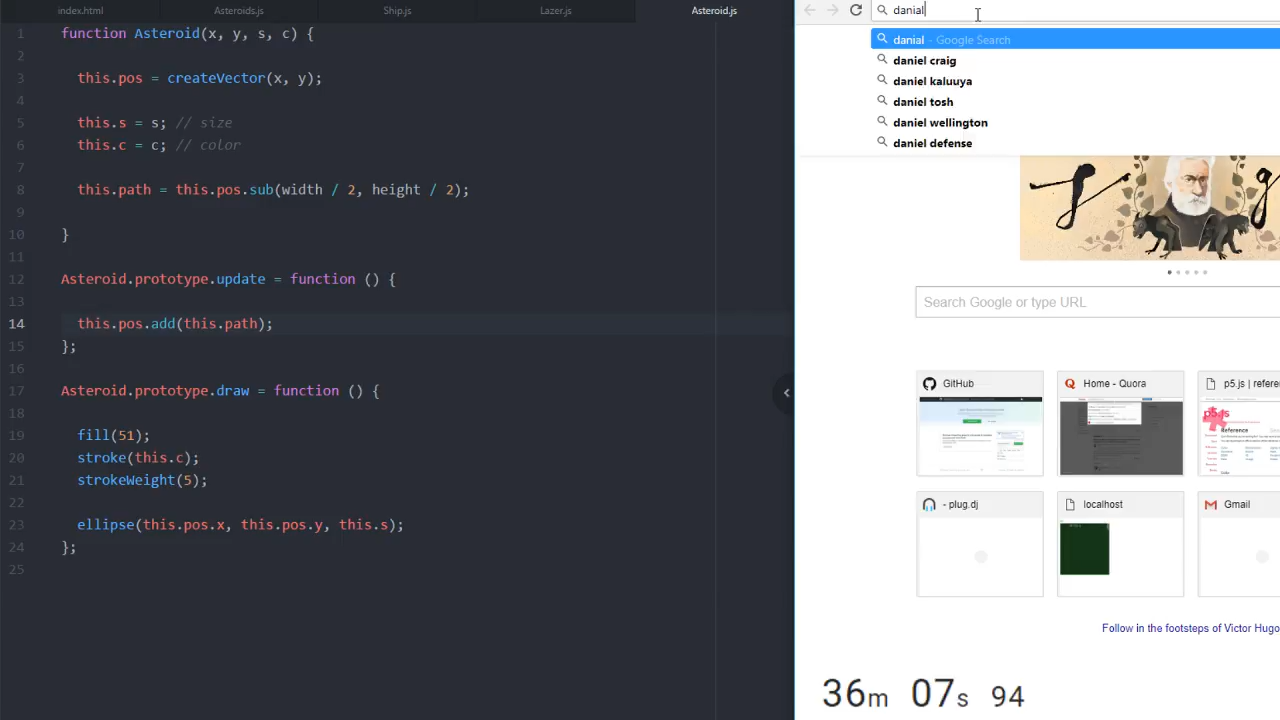 index.html
Asteroids.js
Ship.js
Lazer.js
Asteroid.js
1 function Asteroid(x, y, s, c) {
2
3 this.pos = createVector(x, y);
4
5 this.s = s; // size
6 this.c = c; // color
7
8 this.path = this.pos.sub(width / 2, height / 2);
9
10 }
11
12 Asteroid.prototype.update = function () {
13
14 this.pos.add(this.path);
15 };
16
17 Asteroid.prototype.draw = function () {
18
19 fill(51);
20 stroke(this.c);
21 strokeWeight(5);
22
23 ellipse(this.pos.x, this.pos.y, this.s);
24 };
25
danial
danial - Google Search
daniel craig
daniel kaluuya
daniel tosh
daniel wellington
daniel defense
Search Google or type URL
GitHub
Home - Quora
p5.js | refere
p5.js
Reference
- plug.dj
localhost
Gmail
Follow in the footsteps of Victor Hugo
36m 07s 94